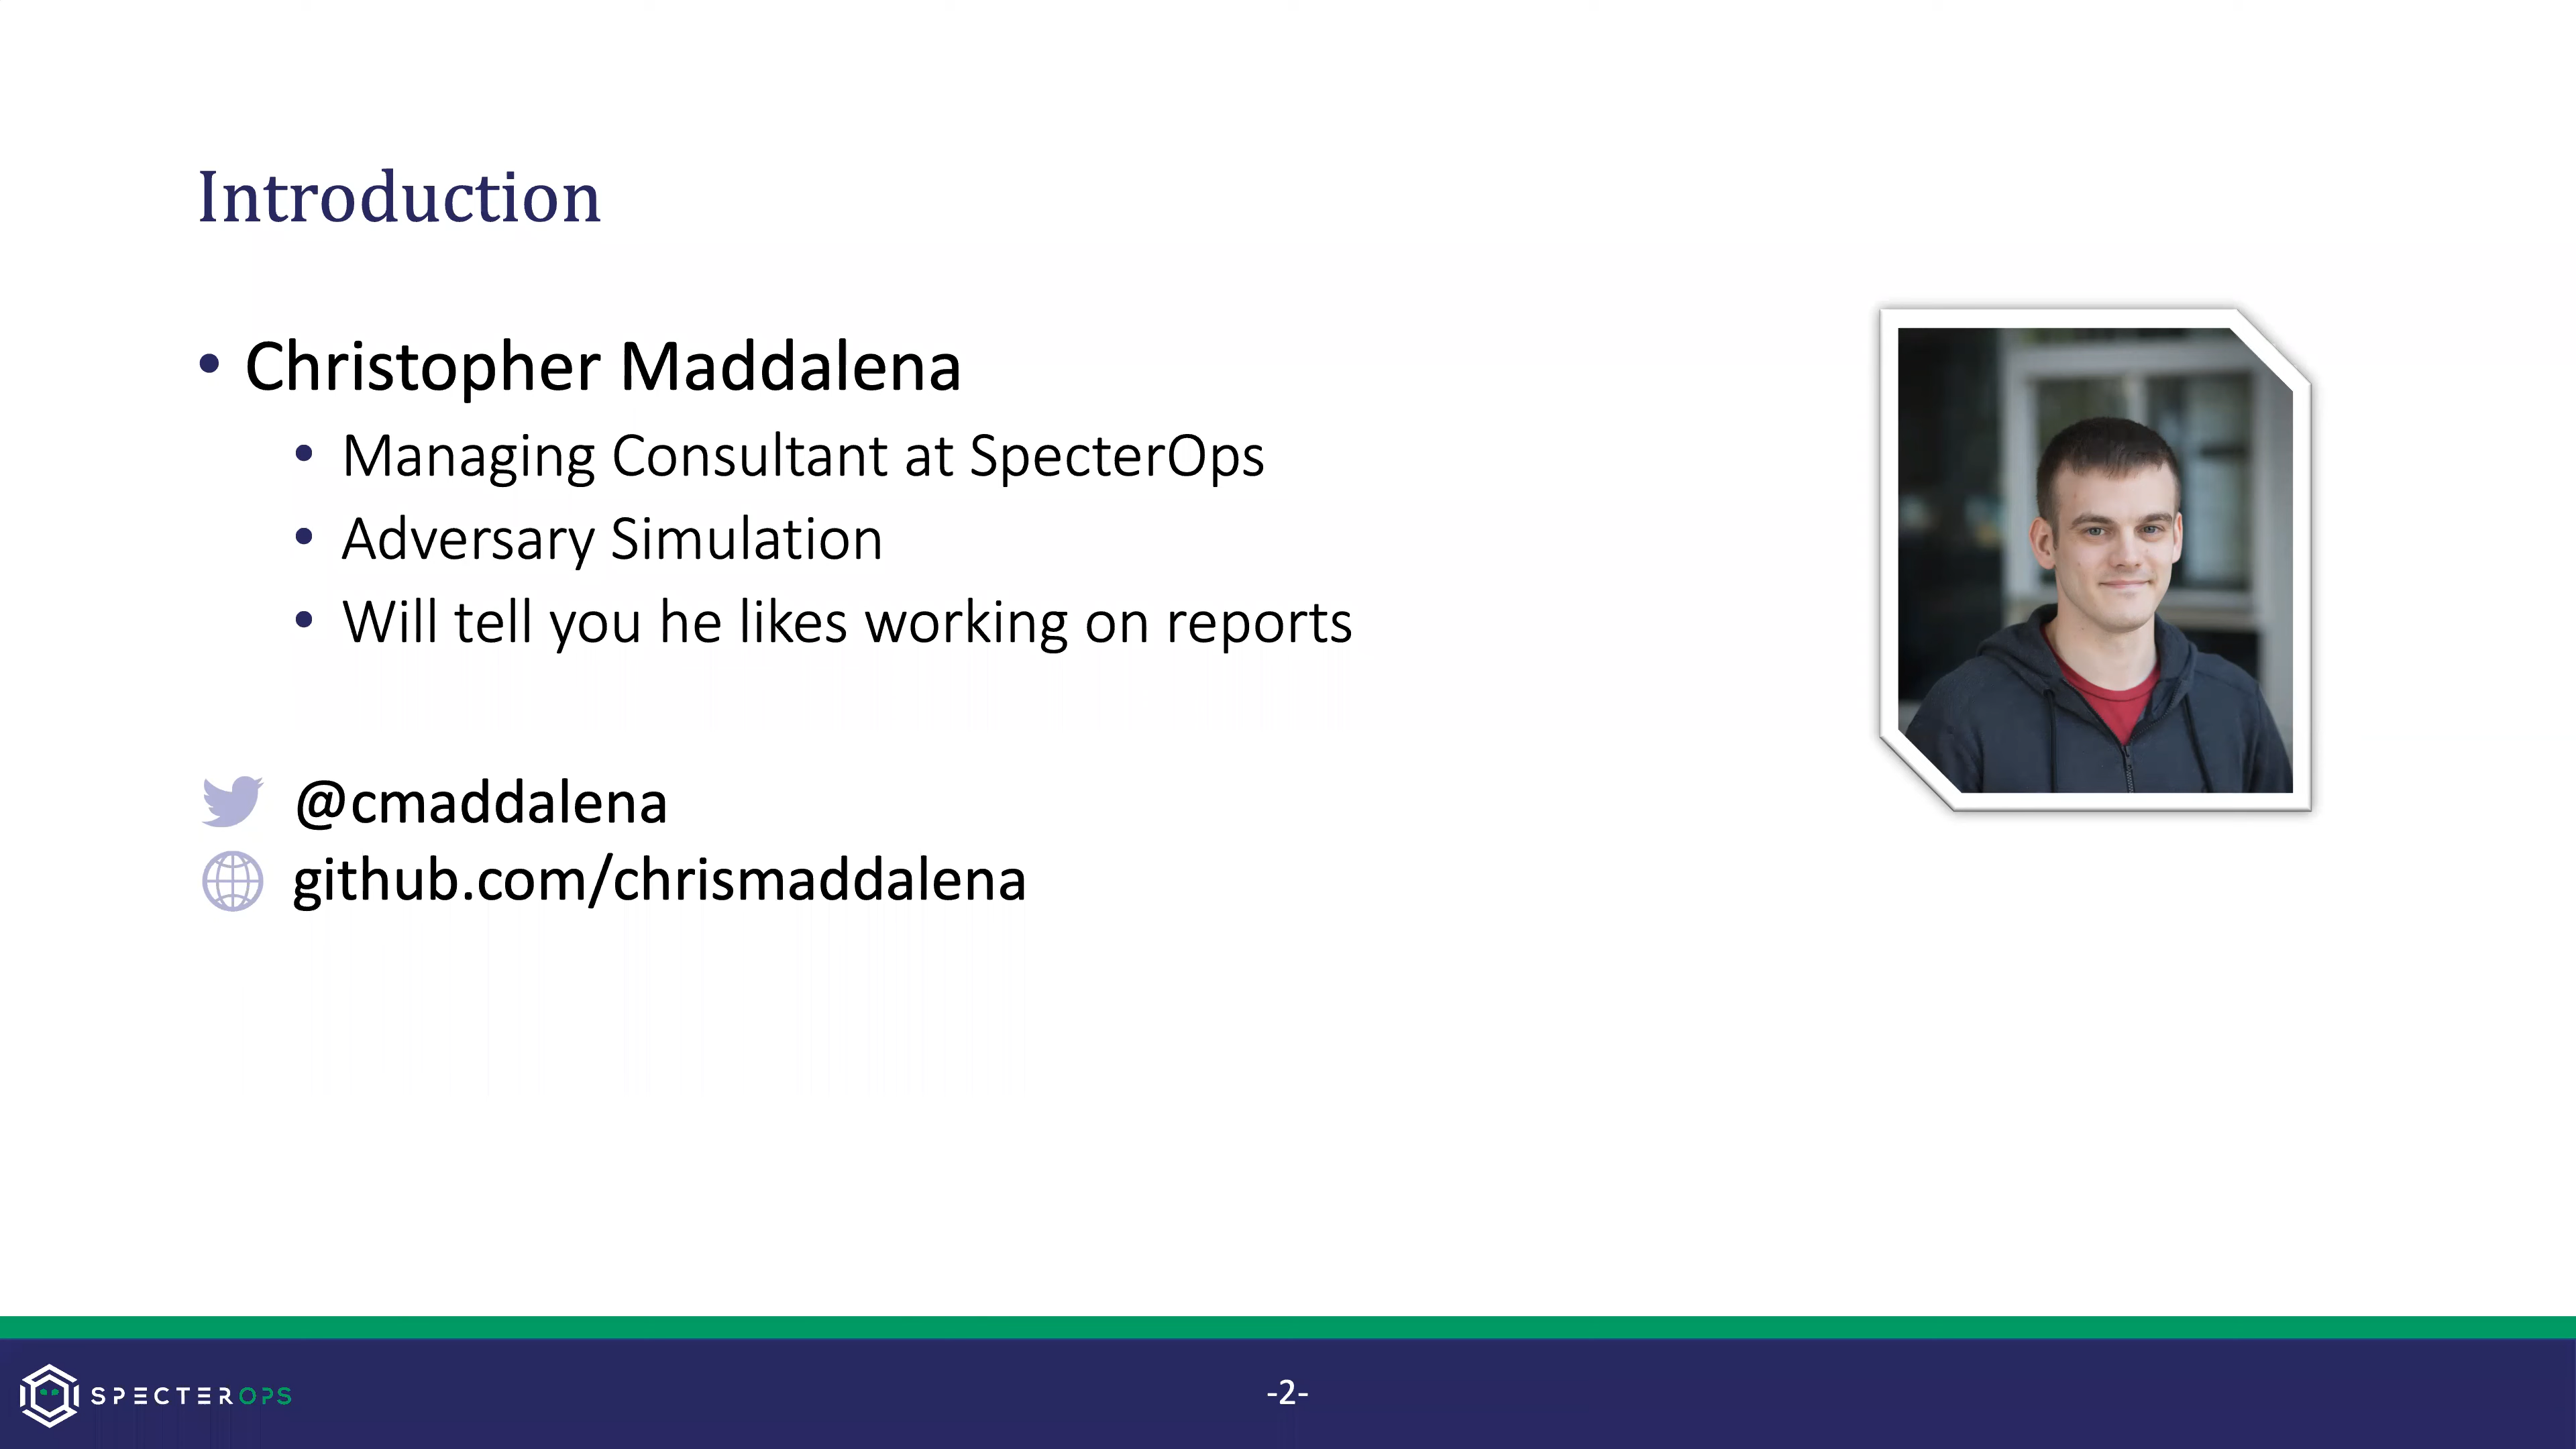 Introduction
• Christopher Maddalena
• Managing Consultant at SpecterOps
• Adversary Simulation
• Will tell you he likes working on reports
@cmaddalena
github.com/chrismaddalena
SPECTEROPS
-2-